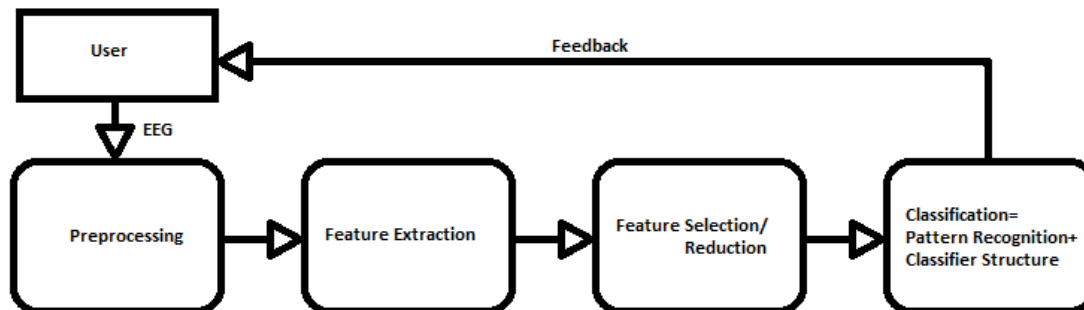 User
Feedback
EEG
Preprocessing
Feature Extraction
Feature Selection/
Reduction
Classification=
Pattern Recognition+
Classifier Structure